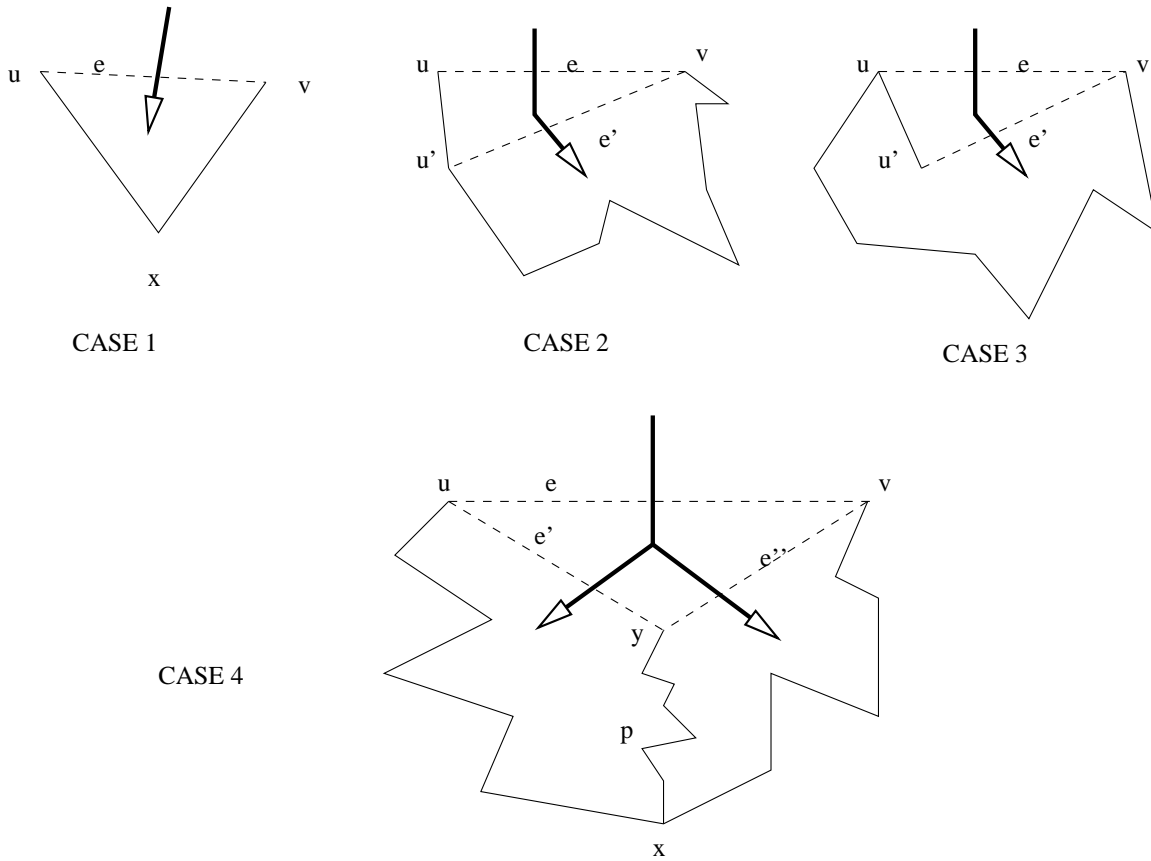 u e v
x
CASE 1
u e v
u' e'
CASE 2
u e v
u' e'
CASE 3
u e v
e' e''
y
CASE 4
p
x